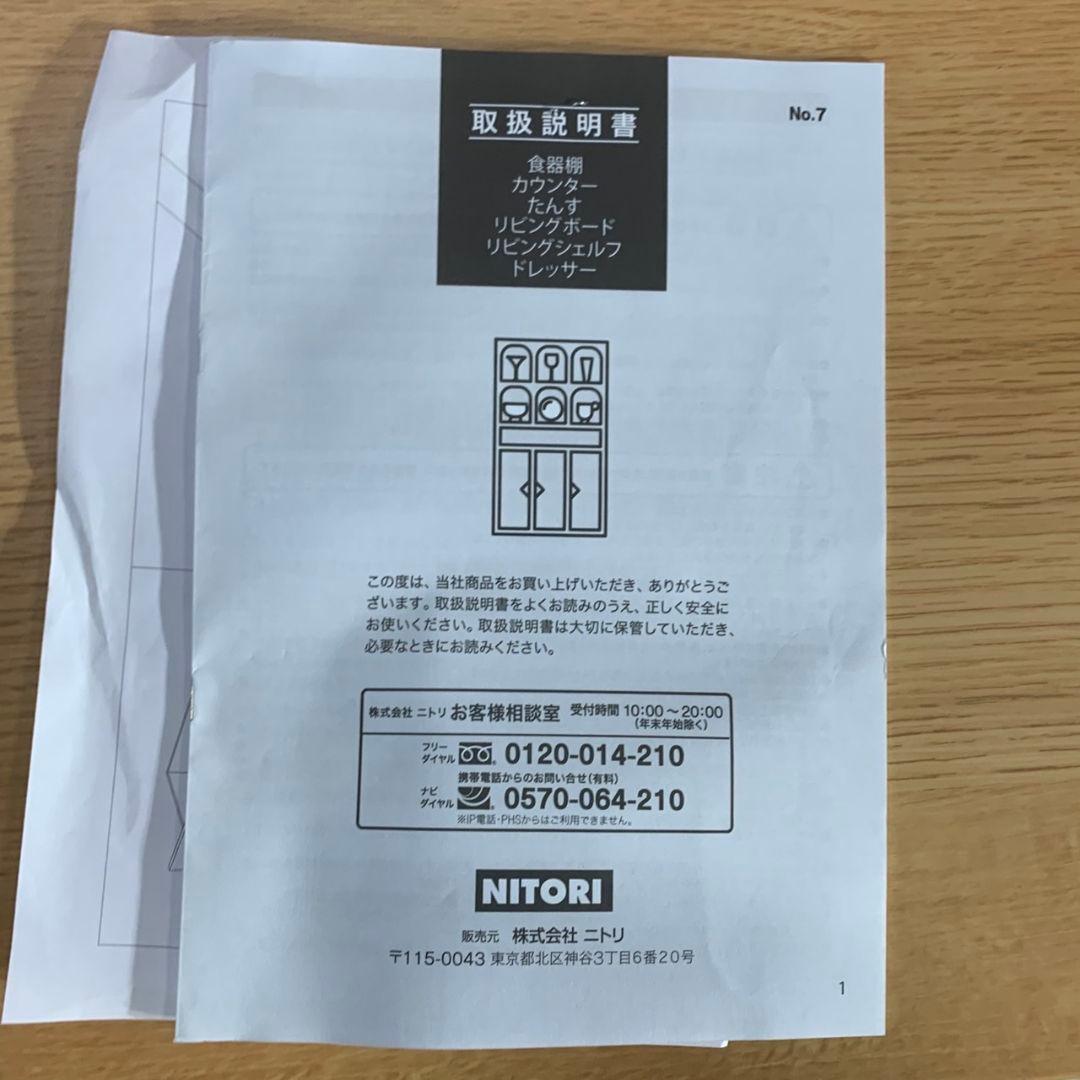 取扱説明書
No.7
食器棚
カウンター
たんす
リビングボード
リビングシェルフ
ドレッサー
この度は、当社商品をお買い上げいただき、ありがとうご
ざいます。取扱説明書をよくお読みのうえ、正しく安全に
お使いください。取扱説明書は大切に保管していただき、
必要なときにお読みください。
株式会社 ニトリ お客様相談室 受付時間 10:00～20:00
(年末年始除く)
フリー
ダイヤル 0120-014-210
携帯電話からのお問い合せ(有料)
ナビ
ダイヤル 0570-064-210
※IP電話・PHSからはご利用できません。
NITORI
販売元 株式会社 ニトリ
〒115-0043 東京都北区神谷3丁目6番20号
1